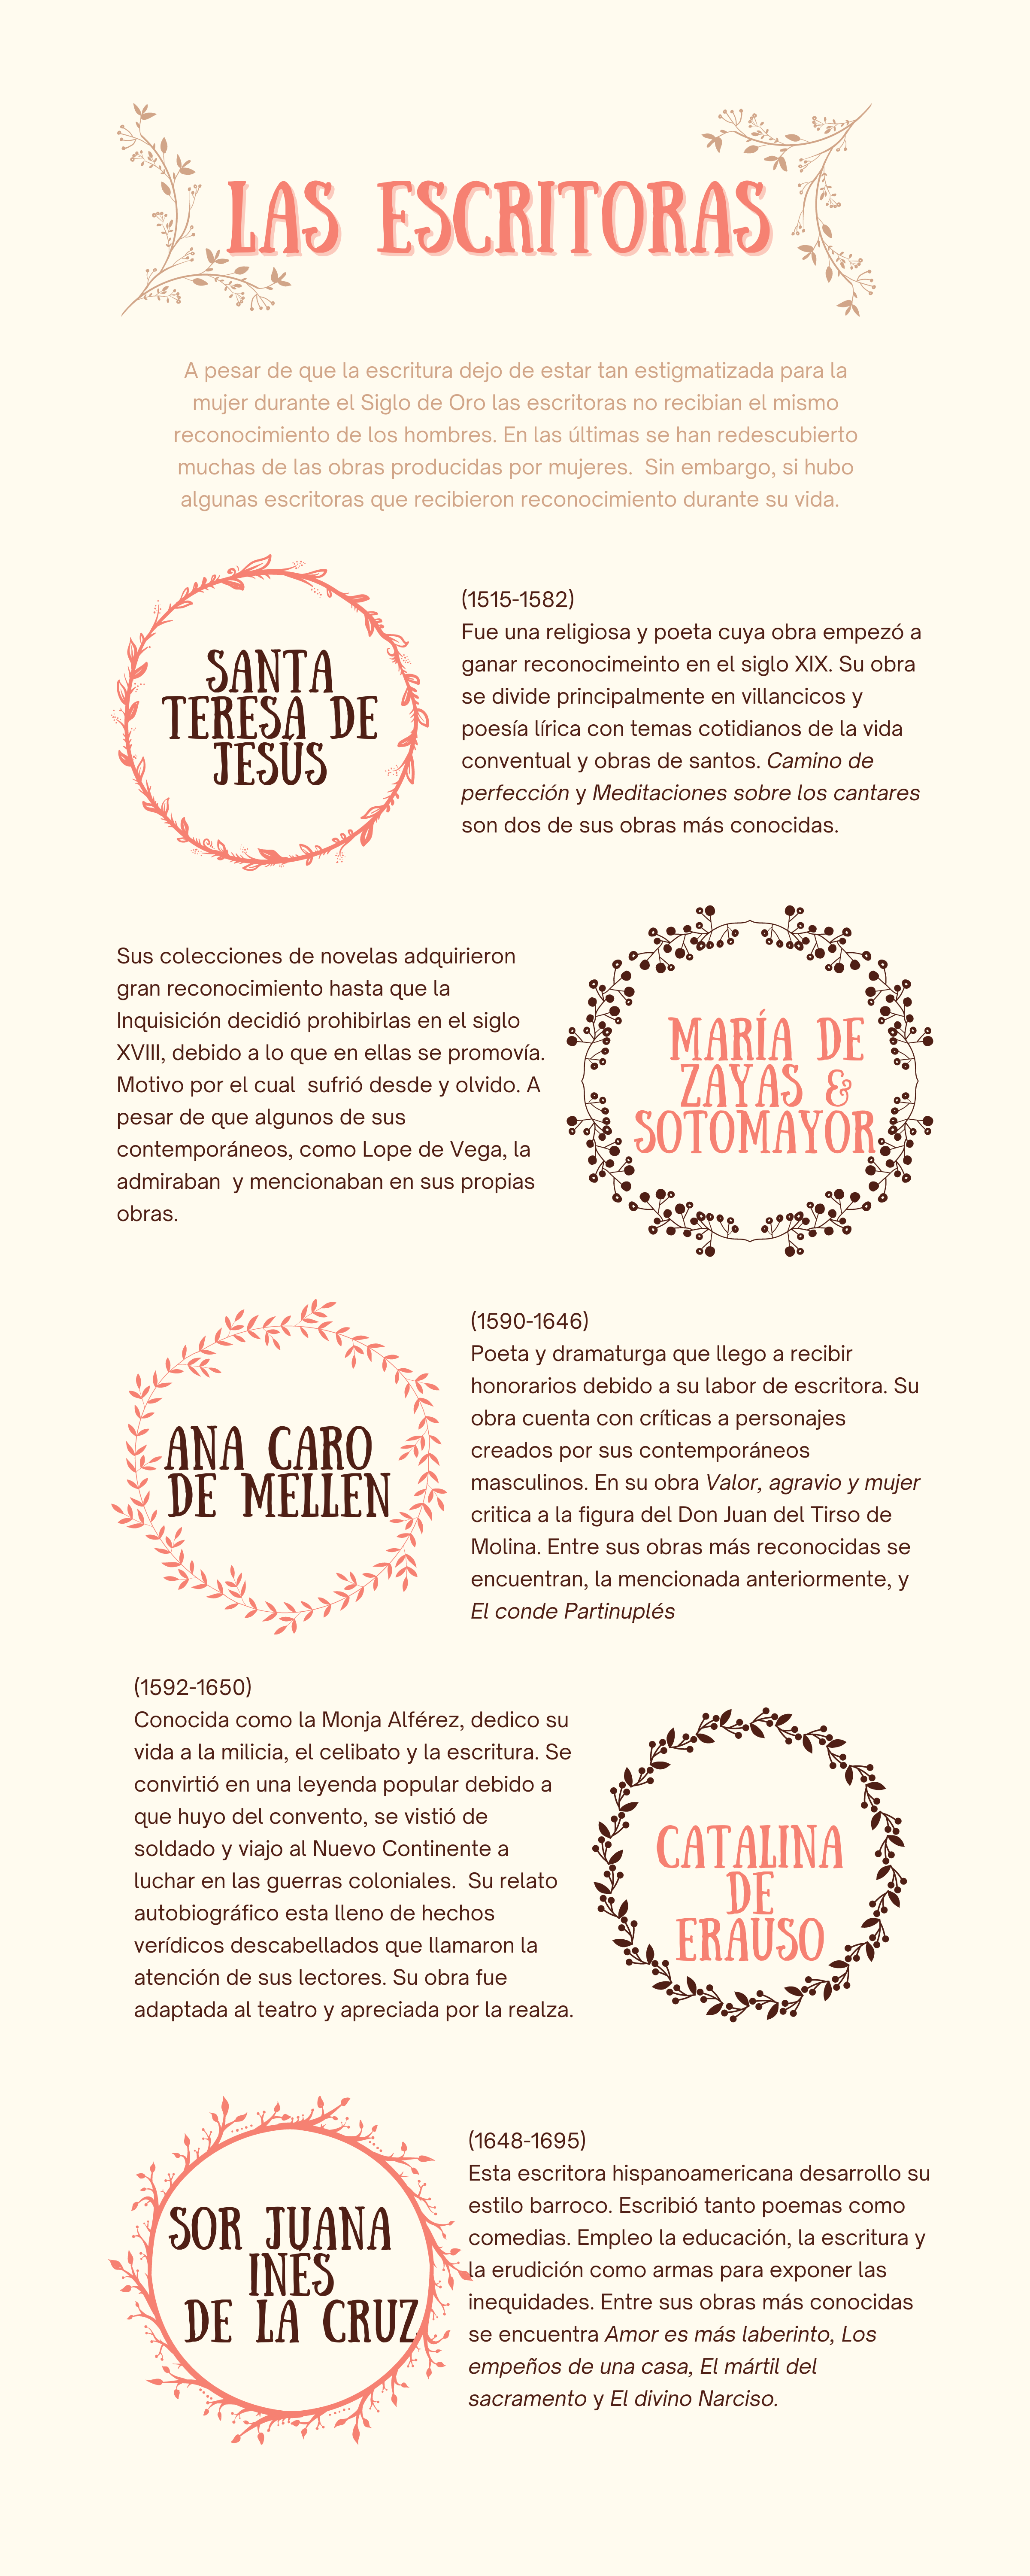 LAS ESCRITORAS
A pesar de que la escritura dejo de estar tan estigmatizada para la
mujer durante el Siglo de Oro las escritoras no recibian el mismo
reconocimiento de los hombres. En las últimas se han redescubierto
muchas de las obras producidas por mujeres.  Sin embargo, si hubo
algunas escritoras que recibieron reconocimiento durante su vida.
SANTA
TERESA DE
JESÚS
(1515-1582)
Fue una religiosa y poeta cuya obra empezó a
ganar reconocimeinto en el siglo XIX. Su obra
se divide principalmente en villancicos y
poesía lírica con temas cotidianos de la vida
conventual y obras de santos. Camino de
perfección y Meditaciones sobre los cantares
son dos de sus obras más conocidas.
Sus colecciones de novelas adquirieron
gran reconocimiento hasta que la
Inquisición decidió prohibirlas en el siglo
XVIII, debido a lo que en ellas se promovía.
Motivo por el cual  sufrió desde y olvido. A
pesar de que algunos de sus
contemporáneos, como Lope de Vega, la
admiraban  y mencionaban en sus propias
obras.
MARÍA DE
ZAYAS &
SOTOMAYOR
ANA CARO
DE MELLEN
(1590-1646)
Poeta y dramaturga que llego a recibir
honorarios debido a su labor de escritora. Su
obra cuenta con críticas a personajes
creados por sus contemporáneos
masculinos. En su obra Valor, agravio y mujer
critica a la figura del Don Juan del Tirso de
Molina. Entre sus obras más reconocidas se
encuentran, la mencionada anteriormente, y
El conde Partinuplés
(1592-1650)
Conocida como la Monja Alférez, dedico su
vida a la milicia, el celibato y la escritura. Se
convirtió en una leyenda popular debido a
que huyo del convento, se vistió de
soldado y viajo al Nuevo Continente a
luchar en las guerras coloniales.  Su relato
autobiográfico esta lleno de hechos
verídicos descabellados que llamaron la
atención de sus lectores. Su obra fue
adaptada al teatro y apreciada por la realza.
CATALINA
DE
ERAUSO
SOR JUANA
INÉS
DE LA CRUZ
(1648-1695)
Esta escritora hispanoamericana desarrollo su
estilo barroco. Escribió tanto poemas como
comedias. Empleo la educación, la escritura y
la erudición como armas para exponer las
inequidades. Entre sus obras más conocidas
se encuentra Amor es más laberinto, Los
empeños de una casa, El mártil del
sacramento y El divino Narciso.